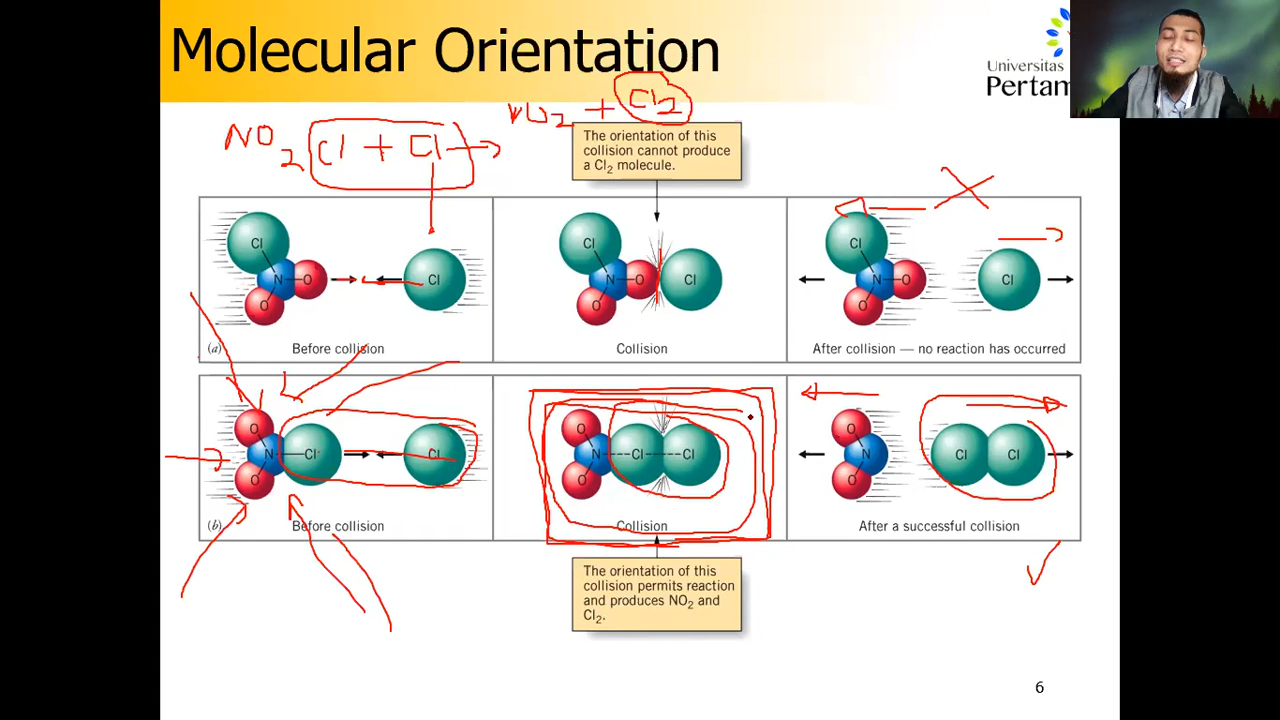 Molecular Orientation
Universitas
Pertam
NO2 Cl + Cl → NO2 + Cl2
The orientation of this
collision cannot produce
a Cl2 molecule.
Cl
N
O
O
Cl
Cl
N
O
O
Cl
Cl
N
O
O
Cl
(a)
Before collision
Collision
After collision — no reaction has occurred
O
N
Cl
O
Cl
O
N
Cl
Cl
O
O
N
O
Cl
Cl
(b)
Before collision
Collision
After a successful collision
The orientation of this
collision permits reaction
and produces NO2 and
Cl2.
6